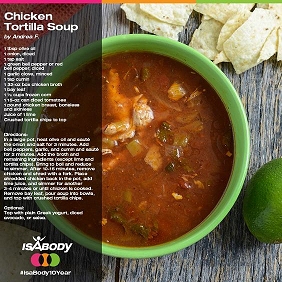 Chicken
Tortilla Soup
by Andrea F.
1 tbsp olive oil
1 onion, diced
1 tsp salt
1 green bell pepper or red
bell pepper, diced
1 garlic clove, minced
1 tsp cumin
1 32-oz box chicken broth
1 bay leaf
1 ½ cups frozen corn
1 15-oz can diced tomatoes
1 pound chicken breast, boneless
and skinless
Juice of 1 lime
Crushed tortilla chips to top
Directions:
In a large pot, heat olive oil and sauté
the onion and salt for 3 minutes. Add
bell peppers, garlic, and cumin and sauté
for 3 minutes. Add the broth and
remaining ingredients (except lime and
tortilla chips). Bring to boil and reduce
to simmer. After 10-15 minutes, remove
chicken and shred with a fork. Place
shredded chicken back in the pot, add
lime juice, and simmer for another
3-4 minutes or until chicken is cooked.
Remove bay leaf, pour soup into bowls, and
top with crushed tortilla chips.
Optional:
Top with plain Greek yogurt, diced
avocado, or salsa.
ISABODY
#IsaBody10Year